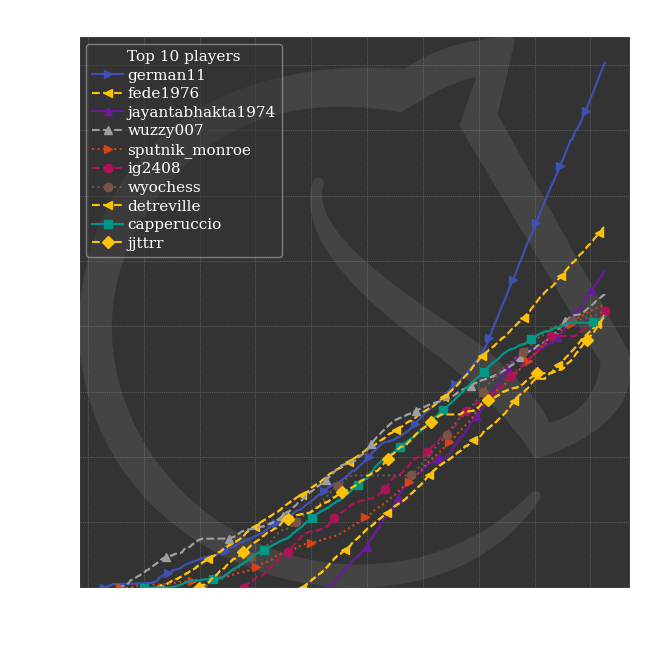 Top 10 players
german11
fede1976
jayantabhakta1974
wuzzy007
sputnik_monroe
ig2408
wyochess
detreville
capperuccio
jjttrr